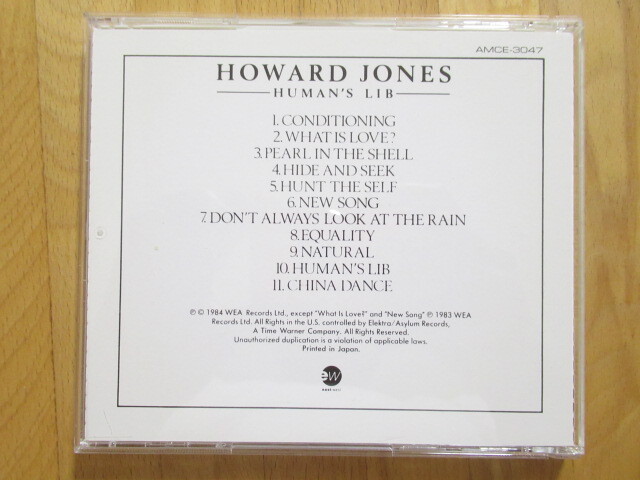 AMCE-3047
HOWARD JONES
HUMAN'S LIB
1. CONDITIONING
2. WHAT IS LOVE?
3. PEARL IN THE SHELL
4. HIDE AND SEEK
5. HUNT THE SELF
6. NEW SONG
7. DON'T ALWAYS LOOK AT THE RAIN
8. EQUALITY
9. NATURAL
10. HUMAN'S LIB
11. CHINA DANCE
℗ © 1984 WEA Records Ltd., except "What Is Love?" and "New Song" ℗ 1983 WEA
Records Ltd. All Rights in the U.S. controlled by Elektra/Asylum Records,
A Time Warner Company. All Rights Reserved.
Unauthorized duplication is a violation of applicable laws.
Printed in Japan.
ew
east west